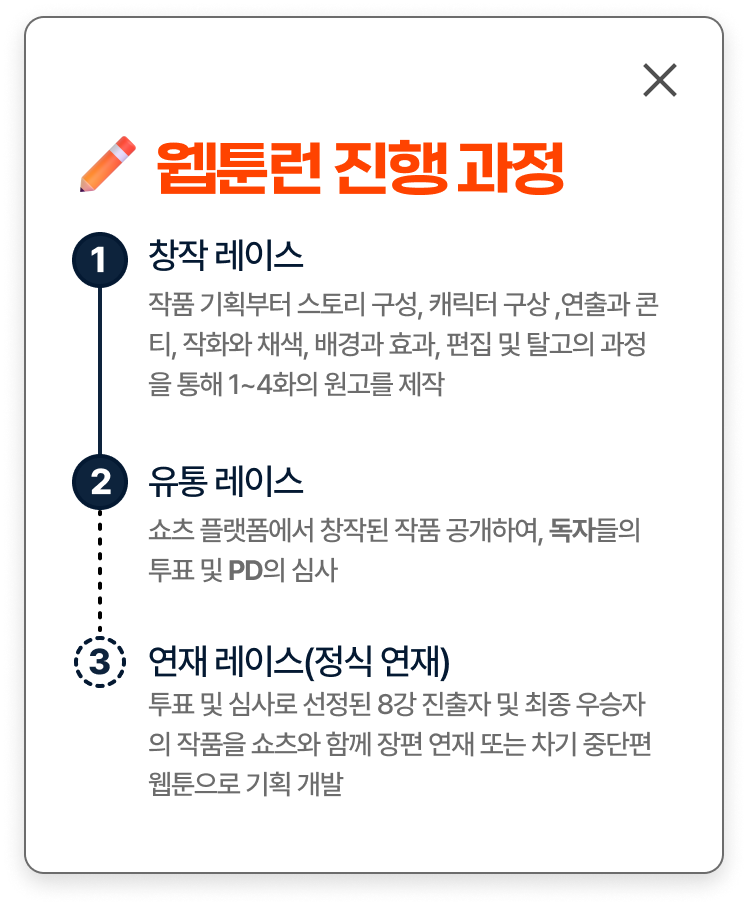 웹툰런 진행 과정
1 창작 레이스
작품 기획부터 스토리 구성, 캐릭터 구상 ,연출과 콘
티, 작화와 채색, 배경과 효과, 편집 및 탈고의 과정
을 통해 1~4화의 원고를 제작
2 유통 레이스
쇼츠 플랫폼에서 창작된 작품 공개하여, 독자들의
투표 및 PD의 심사
3 연재 레이스(정식 연재)
투표 및 심사로 선정된 8강 진출자 및 최종 우승자
의 작품을 쇼츠와 함께 장편 연재 또는 차기 중단편
웹툰으로 기획 개발